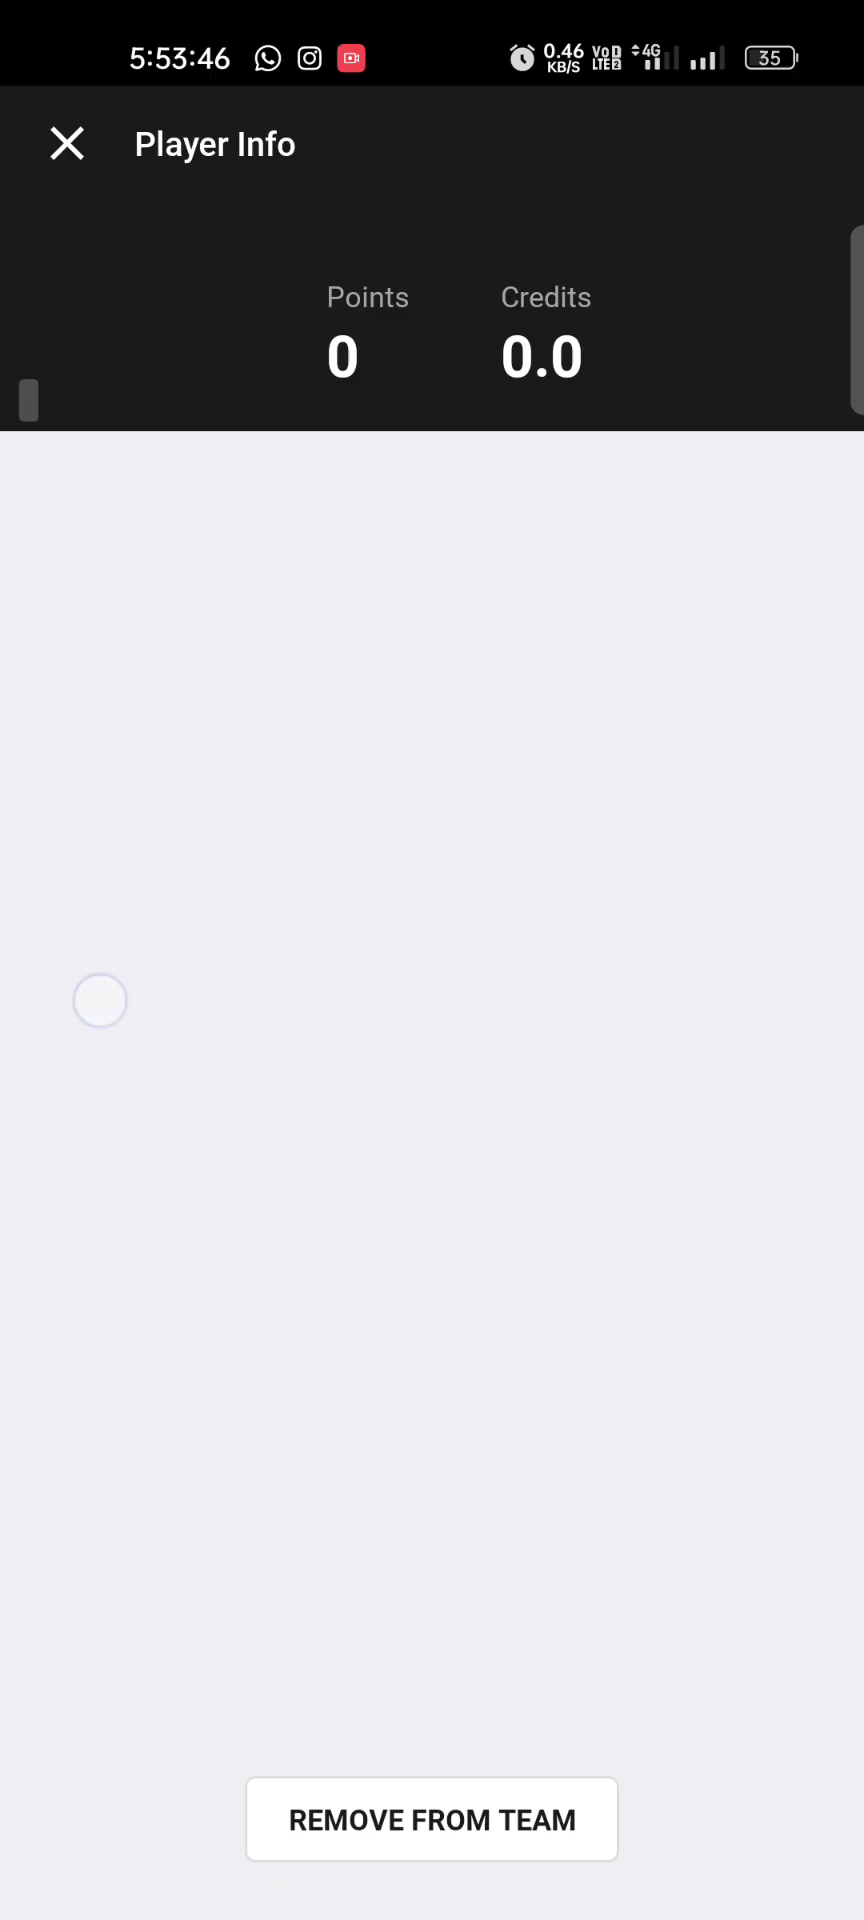 5:53:46 0.46 KB/S VoD LTE2 4G 35
Player Info
Points Credits
0 0.0
REMOVE FROM TEAM